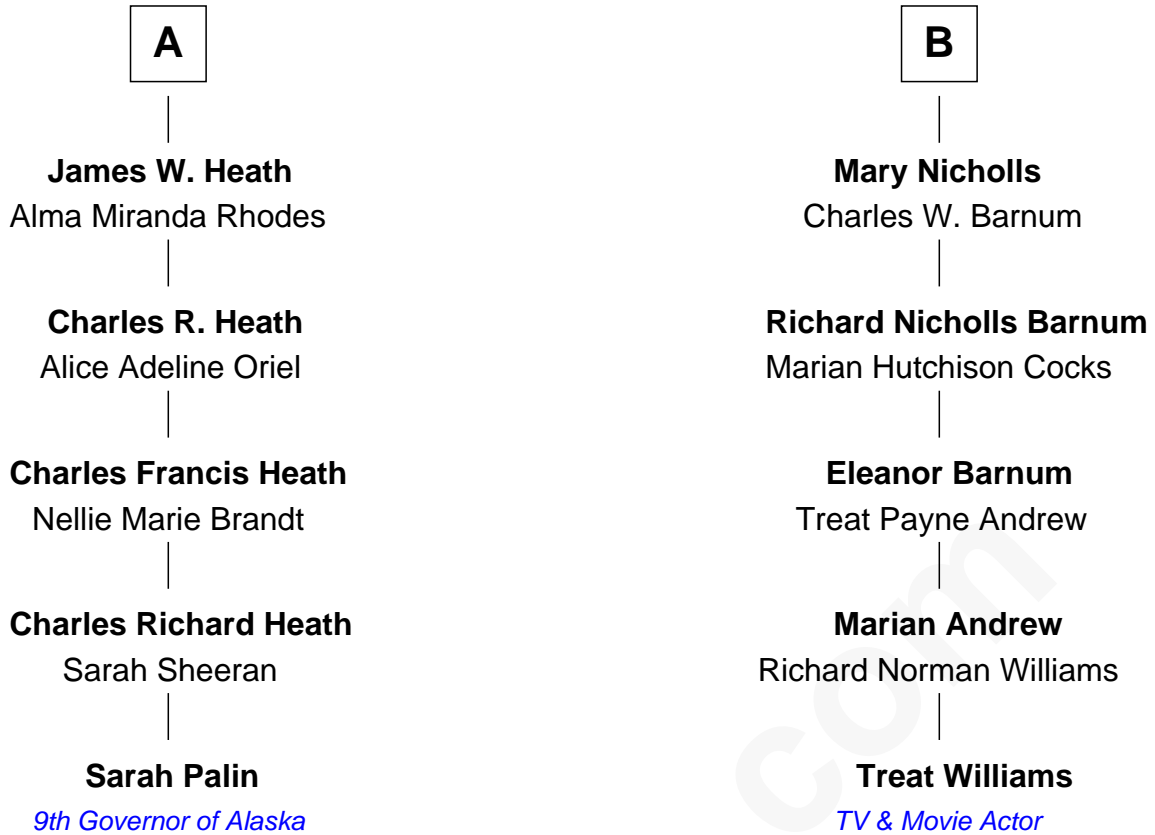 A
James W. Heath
Alma Miranda Rhodes
Charles R. Heath
Alice Adeline Oriel
Charles Francis Heath
Nellie Marie Brandt
Charles Richard Heath
Sarah Sheeran
Sarah Palin
9th Governor of Alaska
B
Mary Nicholls
Charles W. Barnum
Richard Nicholls Barnum
Marian Hutchison Cocks
Eleanor Barnum
Treat Payne Andrew
Marian Andrew
Richard Norman Williams
Treat Williams
TV & Movie Actor
com